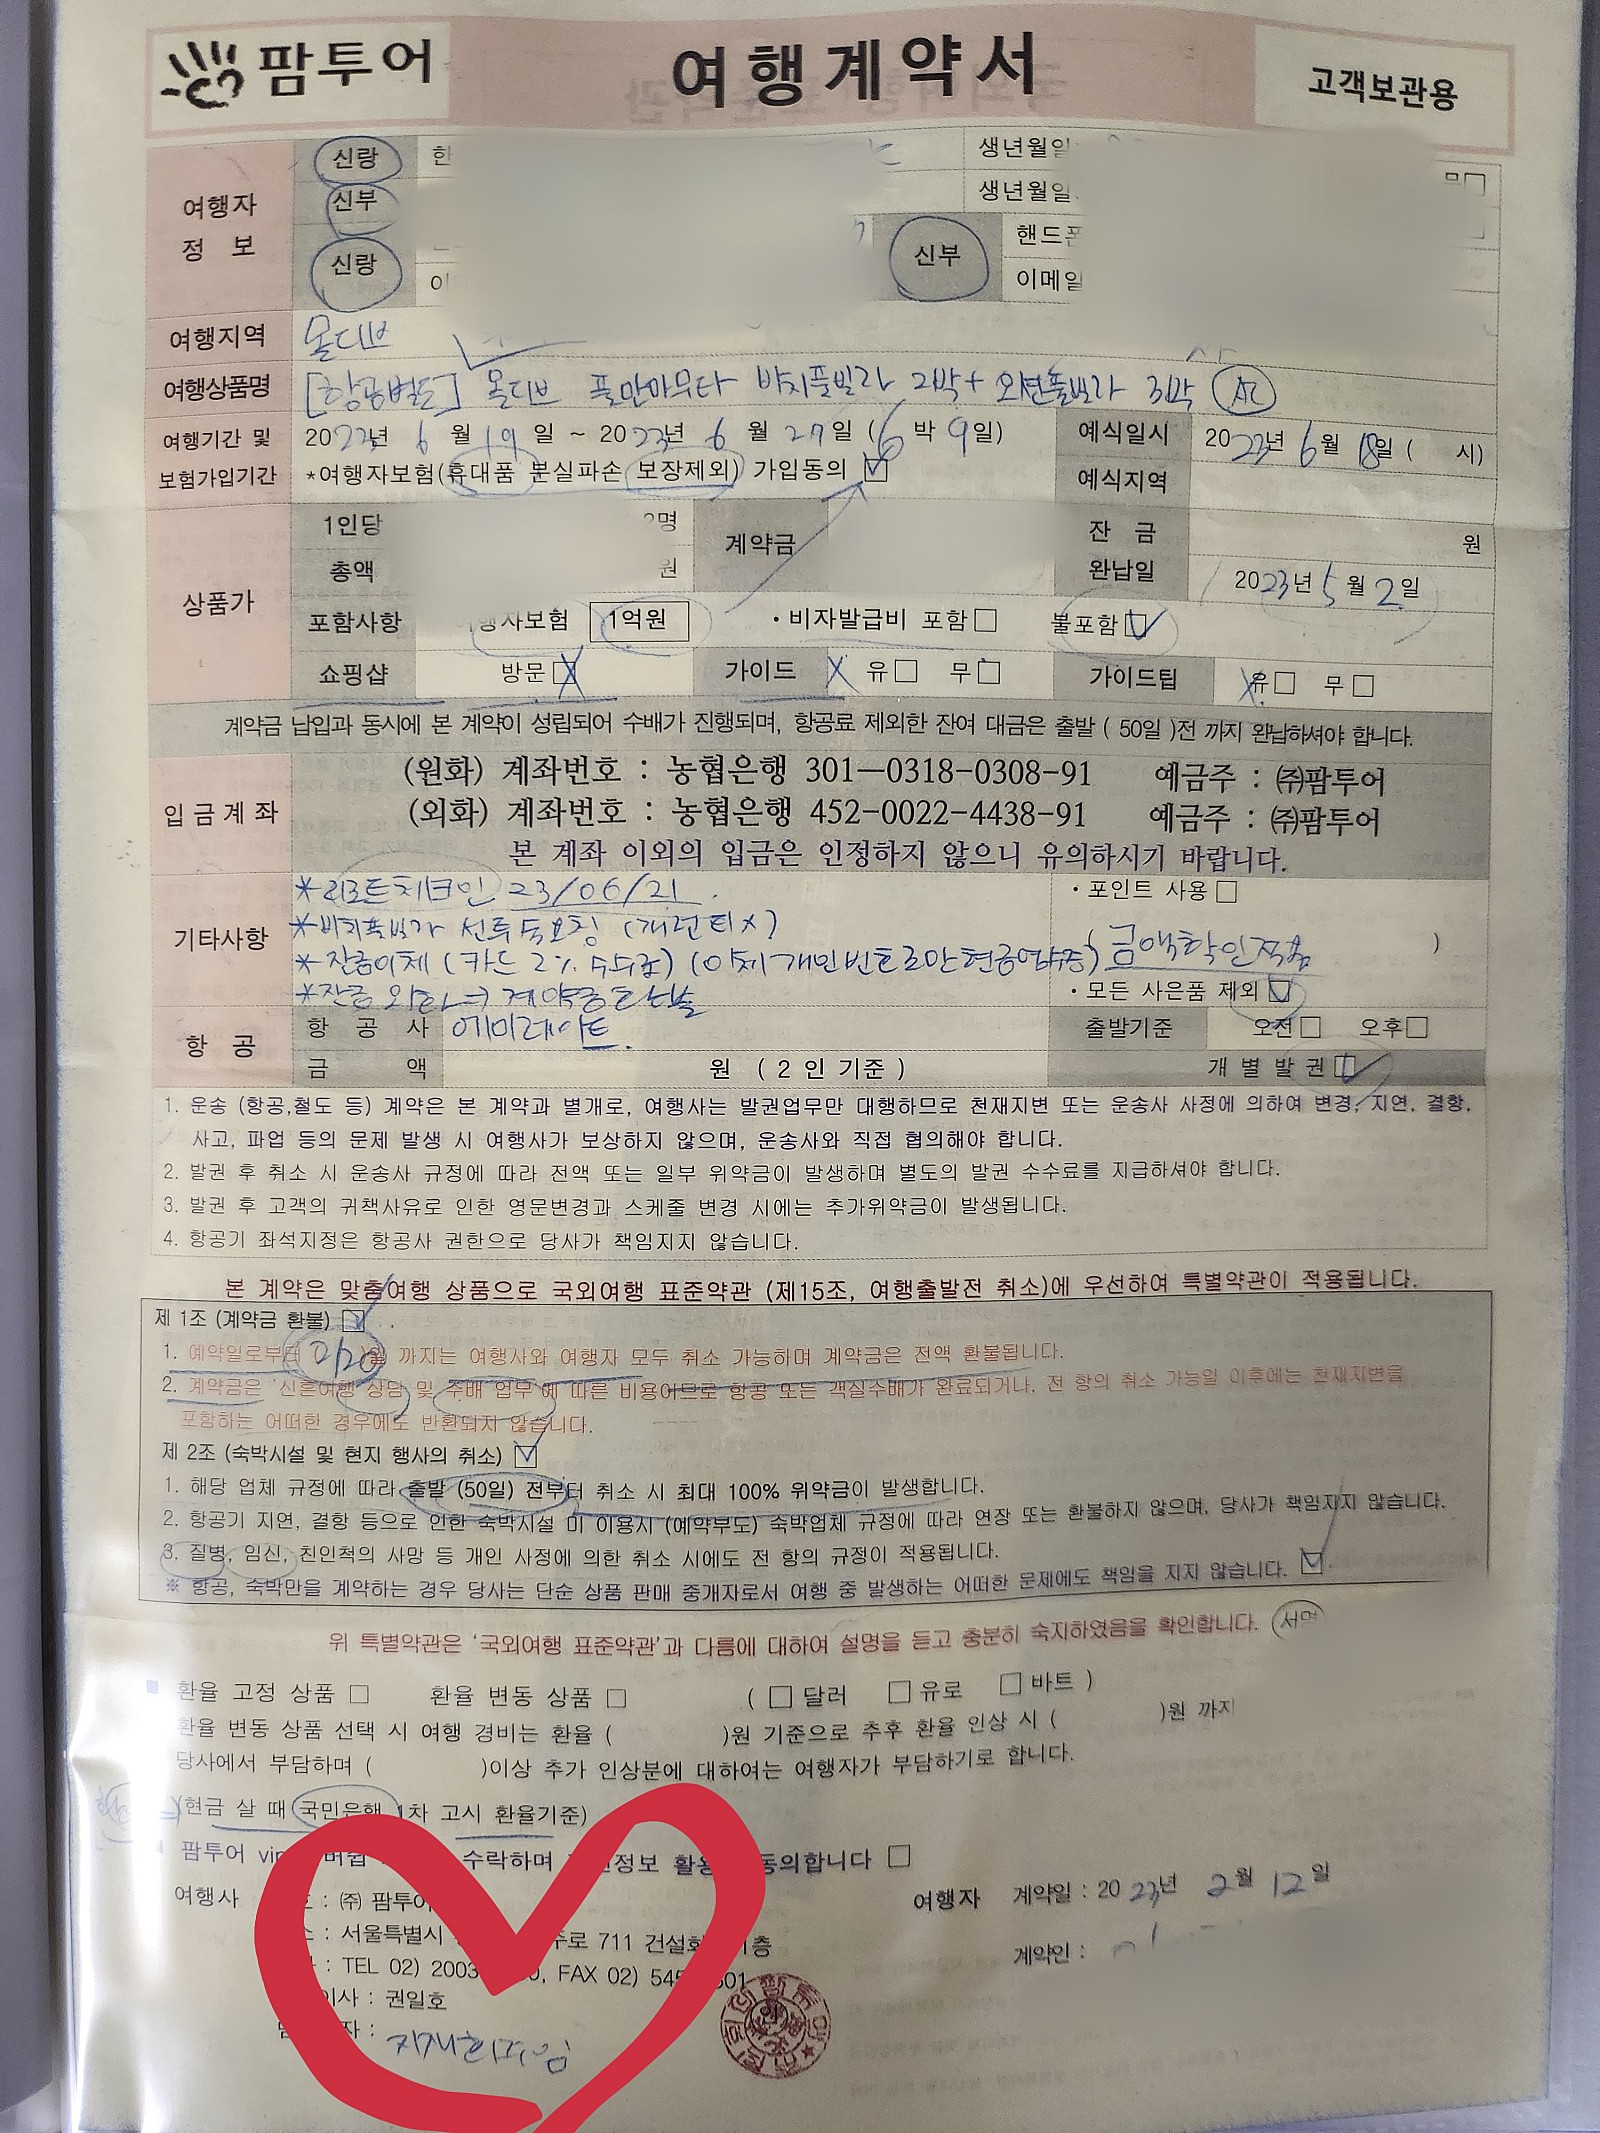 팜투어 여행계약서 고객보관용
여행자 정 보
신랑
생년월일
신부
생년월일
신랑
신부
핸드폰
이메일
여행지역 몰디브
여행상품명 [항공별도] 몰디브 풀만마무타 비치풀빌라 2박+ 오션풀빌라 3박 AI
여행기간 및 보험가입기간
2023년 6월 19일 ~ 2023년 6월 27일 (6박 9일)
예식일시 2023년 6월 18일 ( 시)
*여행자보험(휴대품 분실파손 보장제외) 가입동의 ☑
예식지역
상품가
1인당 2명
계약금
잔 금 원
총액 원
완납일 2023년 5월 2일
포함사항 행자보험 1억원 · 비자발급비 포함□ 불포함☑
쇼핑샵 방문□ 가이드 유□ 무□ 가이드팁 유□ 무□
계약금 납입과 동시에 본 계약이 성립되어 수배가 진행되며, 항공료 제외한 잔여 대금은 출발 ( 50일 )전 까지 완납하셔야 합니다.
입금계좌
(원화) 계좌번호 : 농협은행 301-0318-0308-91 예금주 : ㈜팜투어
(외화) 계좌번호 : 농협은행 452-0022-4438-91 예금주 : ㈜팜투어
본 계좌 이외의 입금은 인정하지 않으니 유의하시기 바랍니다.
기타사항
*리조트체크인 23/06/21.
· 포인트 사용□
*비치풀빌라 선투숙요청 (개런티X)
*잔금이체 (카드 2% 수수료) (이체 개인번호로만 현금영수증)
( 금액확인적용 )
*잔금 외화
· 모든 사은품 제외☑
항 공
항 공 사 에미레이트.
출발기준 오전□ 오후□
금 액 원 ( 2 인 기준 )
개 별 발 권☑
1. 운송 (항공,철도 등) 계약은 본 계약과 별개로, 여행사는 발권업무만 대행하므로 천재지변 또는 운송사 사정에 의하여 변경, 지연, 결항,
사고, 파업 등의 문제 발생 시 여행사가 보상하지 않으며, 운송사와 직접 협의해야 합니다.
2. 발권 후 취소 시 운송사 규정에 따라 전액 또는 일부 위약금이 발생하며 별도의 발권 수수료를 지급하셔야 합니다.
3. 발권 후 고객의 귀책사유로 인한 영문변경과 스케줄 변경 시에는 추가위약금이 발생됩니다.
4. 항공기 좌석지정은 항공사 권한으로 당사가 책임지지 않습니다.
본 계약은 맞춤여행 상품으로 국외여행 표준약관 (제15조, 여행출발전 취소)에 우선하여 특별약관이 적용됩니다.
제 1조 (계약금 환불) ☑
1. 예약일로부터 2/20일 까지는 여행사와 여행자 모두 취소 가능하며 계약금은 전액 환불됩니다.
2. 계약금은 '신혼여행 상담 및 수배 업무'에 따른 비용이므로 항공 또는 객실수배가 완료되거나, 전 항의 취소 가능일 이후에는 천재지변을
포함하는 어떠한 경우에도 반환되지 않습니다.
제 2조 (숙박시설 및 현지 행사의 취소) ☑
1. 해당 업체 규정에 따라 출발 (50일) 전부터 취소 시 최대 100% 위약금이 발생합니다.
2. 항공기 지연, 결항 등으로 인한 숙박시설 미 이용시 (예약부도) 숙박업체 규정에 따라 연장 또는 환불하지 않으며, 당사가 책임지지 않습니다.
3. 질병, 임신, 친인척의 사망 등 개인 사정에 의한 취소 시에도 전 항의 규정이 적용됩니다.
※ 항공, 숙박만을 계약하는 경우 당사는 단순 상품 판매 중개자로서 여행 중 발생하는 어떠한 문제에도 책임을 지지 않습니다. ☑
위 특별약관은 '국외여행 표준약관'과 다름에 대하여 설명을 듣고 충분히 숙지하였음을 확인합니다. (서명
■ 환율 고정 상품 □ 환율 변동 상품 □ ( □ 달러 □ 유로 □ 바트 )
환율 변동 상품 선택 시 여행 경비는 환율 ( )원 기준으로 추후 환율 인상 시 ( )원 까지
당사에서 부담하며 ( )이상 추가 인상분에 대하여는 여행자가 부담하기로 합니다.
(현금 살 때 국민은행 1차 고시 환율기준)
팜투어 버쉽 수락하며 정보 활용 동의합니다 □
여행사 : ㈜ 팜투어
여행자 계약일 : 2023년 2월 12일
: 서울특별시 711 층
계약인 :
: TEL 02) 2003 0, FAX 02) 545
이사 : 권일호
자 :